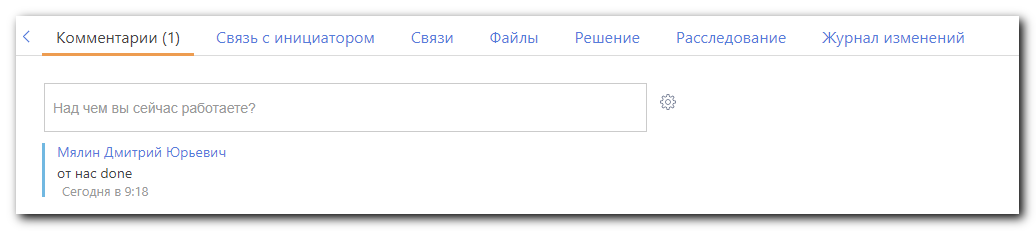 Комментарии (1) Связь с инициатором Связи Файлы Решение Расследование Журнал изменений
Над чем вы сейчас работаете?
Мялин Дмитрий Юрьевич
от нас done
Сегодня в 9:18